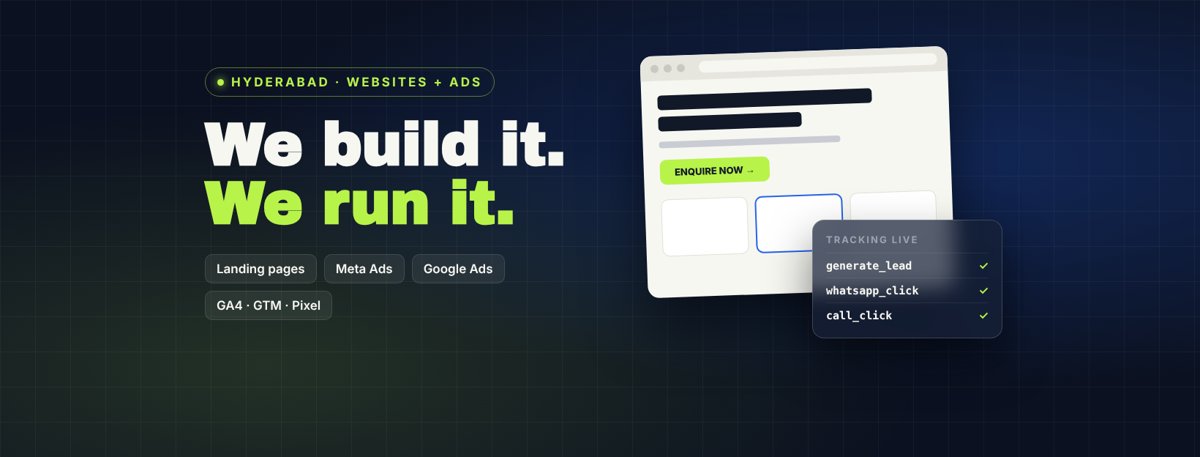 HYDERABAD · WEBSITES + ADS
We build it.
We run it.
Landing pages
Meta Ads
Google Ads
GA4 · GTM · Pixel
ENQUIRE NOW →
TRACKING LIVE
generate_lead ✓
whatsapp_click ✓
call_click ✓